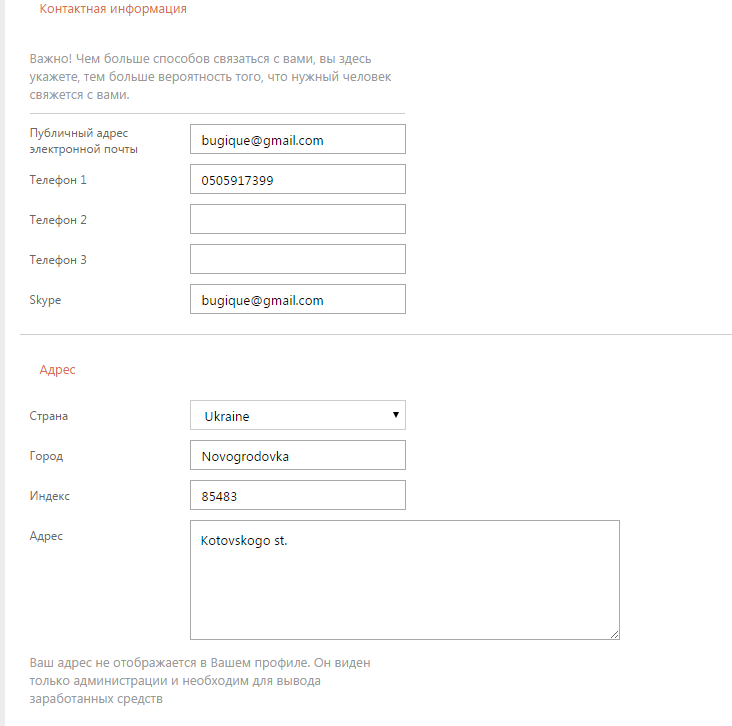 Контактная информация
Важно! Чем больше способов связаться с вами, вы здесь
укажете, тем больше вероятность того, что нужный человек
свяжется с вами.
Публичный адрес
электронной почты
bugique@gmail.com
Телефон 1
0505917399
Телефон 2
Телефон 3
Skype
bugique@gmail.com
Адрес
Страна
Ukraine
Город
Novogrodovka
Индекс
85483
Адрес
Kotovskogo st.
Ваш адрес не отображается в Вашем профиле. Он виден
только администрации и необходим для вывода
заработанных средств